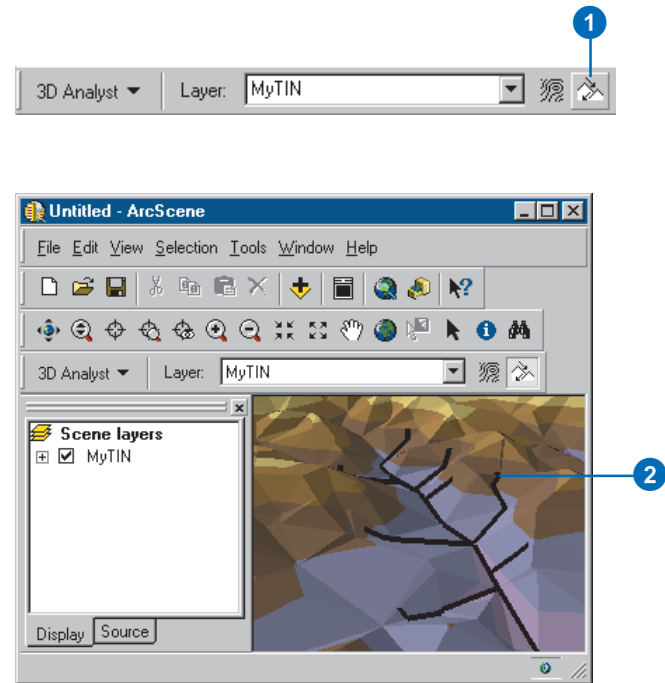 1
3D Analyst Layer: MyTIN
Untitled - ArcScene
File Edit View Selection Tools Window Help
3D Analyst Layer: MyTIN
Scene layers
MyTIN
2
Display Source